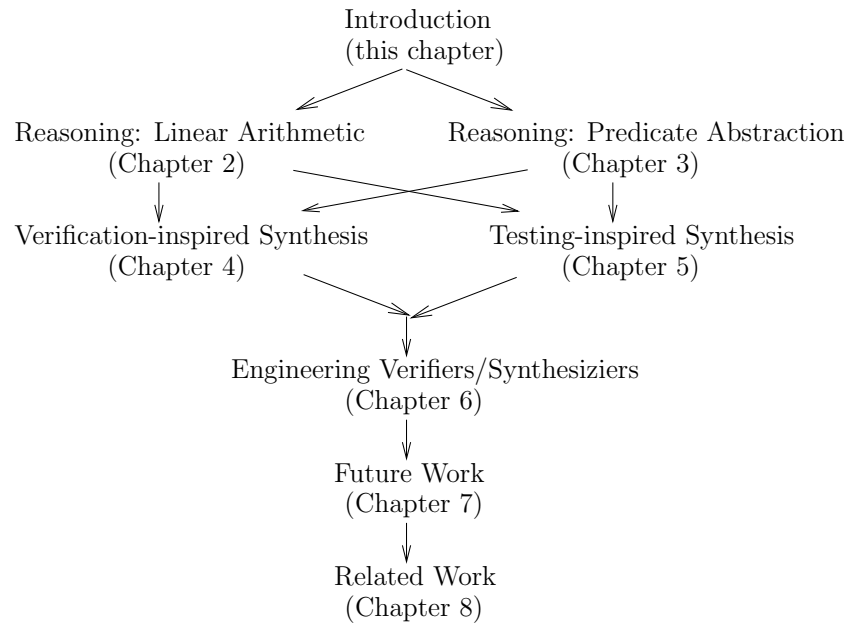 Introduction
(this chapter)
Reasoning: Linear Arithmetic
(Chapter 2)
Reasoning: Predicate Abstraction
(Chapter 3)
Verification-inspired Synthesis
(Chapter 4)
Testing-inspired Synthesis
(Chapter 5)
Engineering Verifiers/Synthesiziers
(Chapter 6)
Future Work
(Chapter 7)
Related Work
(Chapter 8)